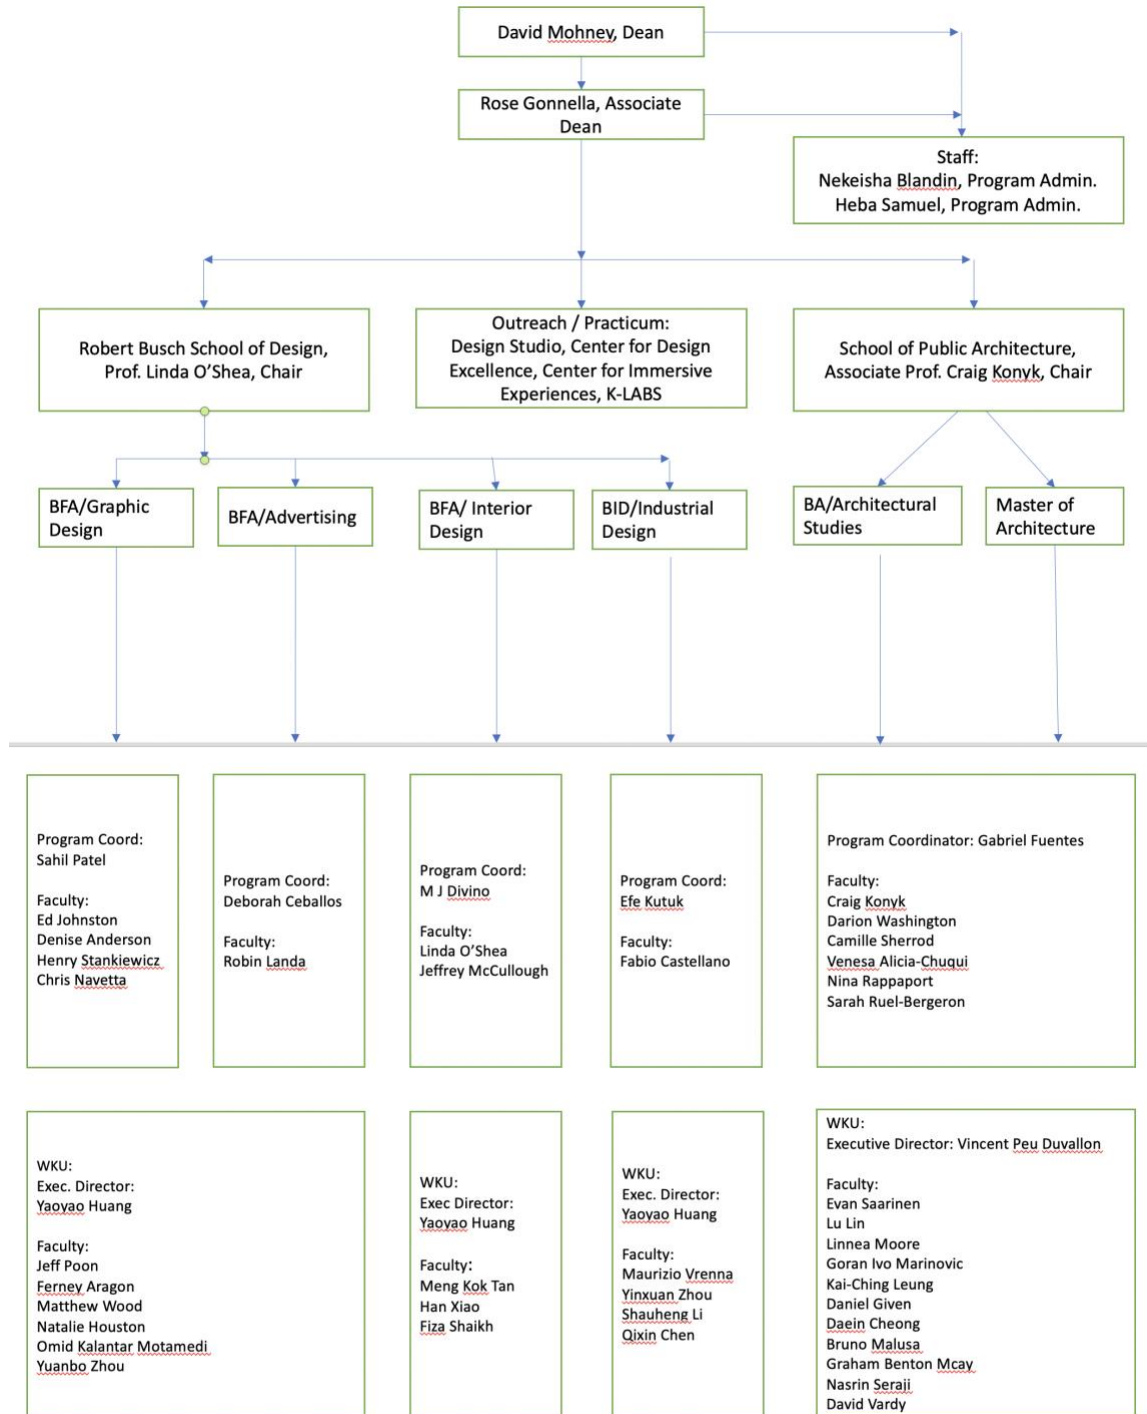 David Mohney, Dean
Rose Gonnella, Associate
Dean
Staff:
Nekeisha Blandin, Program Admin.
Heba Samuel, Program Admin.
Robert Busch School of Design,
Prof. Linda O’Shea, Chair
Outreach / Practicum:
Design Studio, Center for Design
Excellence, Center for Immersive
Experiences, K-LABS
School of Public Architecture,
Associate Prof. Craig Konyk, Chair
BFA/Graphic
Design
BFA/Advertising
BFA/ Interior
Design
BID/Industrial
Design
BA/Architectural
Studies
Master of
Architecture
Program Coord:
Sahil Patel
Faculty:
Ed Johnston
Denise Anderson
Henry Stankiewicz
Chris Navetta
Program Coord:
Deborah Ceballos
Faculty:
Robin Landa
Program Coord:
M J Divino
Faculty:
Linda O’Shea
Jeffrey McCullough
Program Coord:
Efe Kutuk
Faculty:
Fabio Castellano
Program Coordinator: Gabriel Fuentes
Faculty:
Craig Konyk
Darion Washington
Camille Sherrod
Venesa Alicia-Chuqui
Nina Rappaport
Sarah Ruel-Bergeron
WKU:
Exec. Director:
Yaoyao Huang
Faculty:
Jeff Poon
Ferney Aragon
Matthew Wood
Natalie Houston
Omid Kalantar Motamedi
Yuanbo Zhou
WKU:
Exec Director:
Yaoyao Huang
Faculty:
Meng Kok Tan
Han Xiao
Fiza Shaikh
WKU:
Exec. Director:
Yaoyao Huang
Faculty:
Maurizio Vrenna
Yinxuan Zhou
Shauheng Li
Qixin Chen
WKU:
Executive Director: Vincent Peu Duvallon
Faculty:
Evan Saarinen
Lu Lin
Linnea Moore
Goran Ivo Marinovic
Kai-Ching Leung
Daniel Given
Daein Cheong
Bruno Malusa
Graham Benton Mcay
Nasrin Seraji
David Vardy